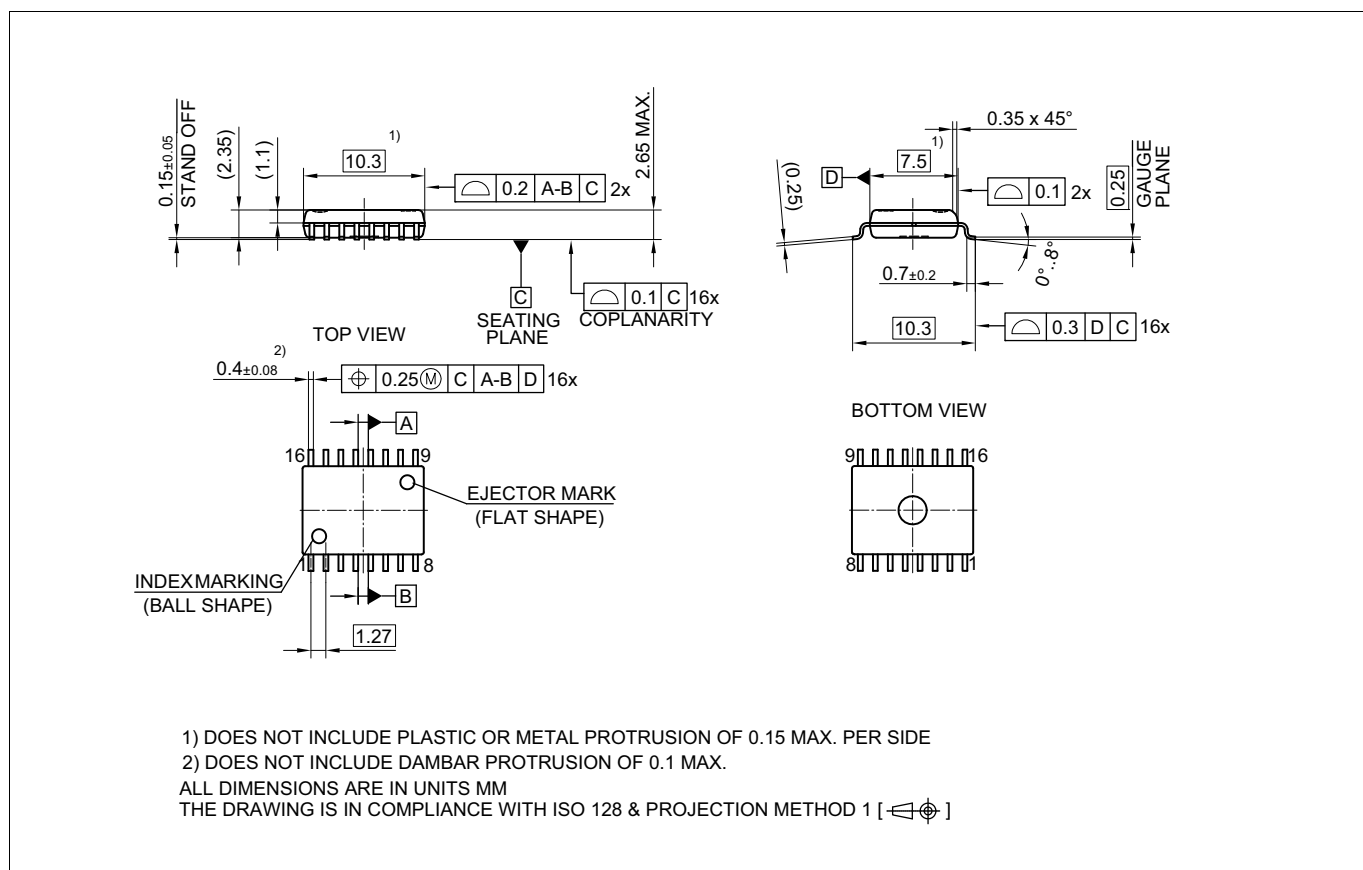 0.15±0.05
STAND OFF
(2.35)
(1.1)
10.3
1)
0.2 A-B C 2x
2.65 MAX.
C
SEATING
PLANE
0.1 C 16x
COPLANARITY
(0.25)
D
7.5
1)
0.35 x 45°
0.1 2x
0.25
GAUGE
PLANE
0°..8°
0.7±0.2
10.3
0.3 D C 16x
TOP VIEW
0.4±0.08
2)
0.25 Ⓜ C A-B D 16x
A
16
9
EJECTOR MARK
(FLAT SHAPE)
1
8
INDEXMARKING
(BALL SHAPE)
B
1.27
BOTTOM VIEW
9
16
8
1
1) DOES NOT INCLUDE PLASTIC OR METAL PROTRUSION OF 0.15 MAX. PER SIDE
2) DOES NOT INCLUDE DAMBAR PROTRUSION OF 0.1 MAX.
ALL DIMENSIONS ARE IN UNITS MM
THE DRAWING IS IN COMPLIANCE WITH ISO 128 & PROJECTION METHOD 1 [ ]